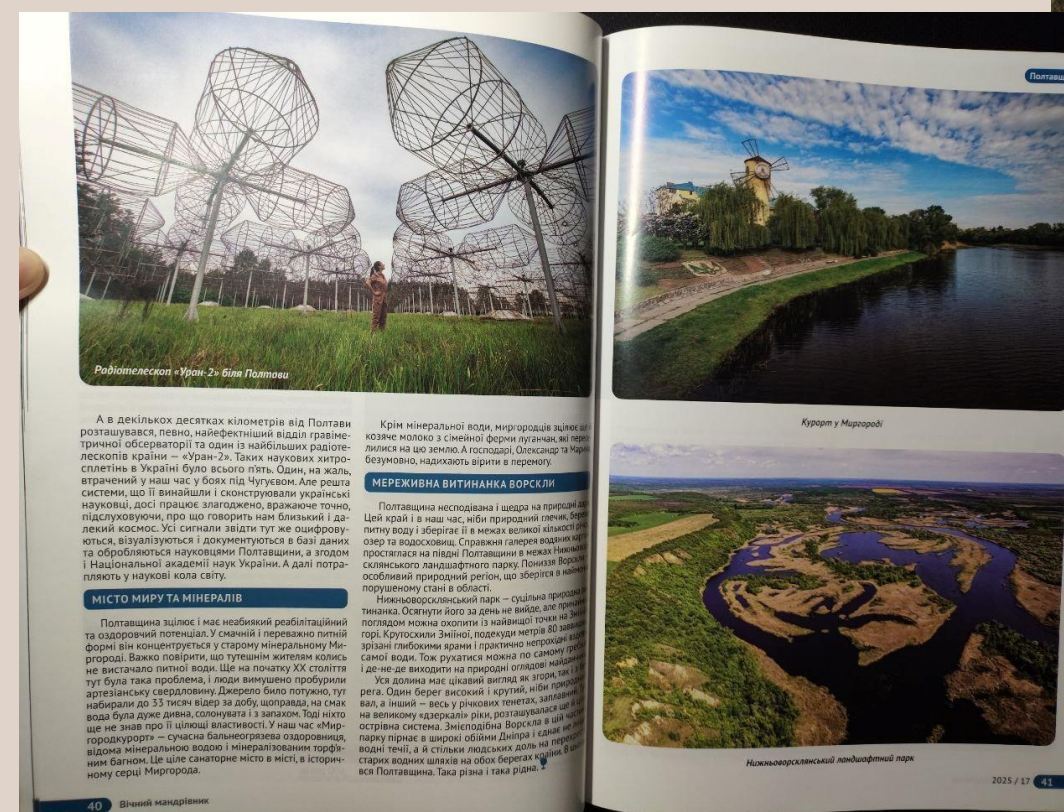 Радіотелескоп «Уран-2» біля Полтави
А в декількох десятках кілометрів від Полтави
розташувався, певно, найефектніший відділ гравіме-
тричної обсерваторії та один із найбільших радіоте-
лескопів країни — «Уран-2». Таких наукових хитро-
сплетінь в Україні було всього п'ять. Один, на жаль,
втрачений у наш час у боях під Чугуєвом. Але решта
системи, що її винайшли і сконструювали українські
науковці, досі працює злагоджено, вражаюче точно,
підслуховуючи, про що говорить нам близький і да-
лекий космос. Усі сигнали звідти тут же оцифрову-
ються, візуалізуються і документуються в базі даних
та обробляються науковцями Полтавщини, а згодом
і Національної академії наук України. А далі потра-
пляють у наукові кола світу.
МІСТО МИРУ ТА МІНЕРАЛІВ
Полтавщина зцілює і має неабиякий реабілітаційний
та оздоровчий потенціал. У смачній і переважно питній
формі він концентрується у старому мінеральному Ми-
ргороді. Важко повірити, що тутешнім жителям колись
не вистачало питної води. Ще на початку ХХ століття
тут була така проблема, і люди вимушено пробурили
артезіанську свердловину. Джерело було потужно, тут
набирали до 33 тисяч відер за добу, щоправда, на смак
вода була дуже дивна, солонувата і з запахом. Тоді ніхто
ще не знав про її цілющі властивості. У наш час «Мир-
городкурорт» — сучасна бальнеогрязева оздоровниця,
відома мінеральною водою і мінералізованим торф'я-
ним багном. Це ціле санаторне місто в місті, в історич-
ному серці Миргорода.
40 Вічний мандрівник
Крім мінеральної води, миргородців зцілює ще
козяче молоко з сімейної ферми луганчан, які
лилися на цю землю. А господарі, Олександр та
безумовно, надихають вірити в перемогу.
МЕРЕЖИВНА ВИТИНАНКА ВОРСКЛИ
Полтавщина несподівана і щедра на природні
Цей край і в наш час, ніби природний глечик,
питну воду і зберігає її в межах великої кількості
озер та водосховищ. Справжня галерея водяних
простяглася на півдні Полтавщини в межах
склянського ландшафтного парку. Пониззя Ворскли
особливий природний регіон, що зберігся в
порушеному стані в області.
Нижньоворсклянський парк — суцільна природна
тинанка. Осягнути його за день не вийде, але
поглядом можна охопити із найвищої точки на
горі. Крутосхили Зміїної, подекуди метрів 80
зрізані глибокими ярами і практично непрохідні
самої води. Тож рухатися можна по самому
і де-не-де виходити на природні оглядові
Уся долина має цікавий вигляд як згори, так і з
рега. Один берег високий і крутий, ніби
вал, а інший — весь у річкових тенетах,
на великому «дзеркалі» ріки, розташувалася
острівна система. Змієподібна Ворскла в цій
парку пірнає в широкі обійми Дніпра і єднає не
водні течії, а й стільки людських доль на
старих водних шляхів на обох берегах країни.
вся Полтавщина. Така різна і така рідна.
Курорт у Миргороді
Нижньоворсклянський ландшафтний парк
2025 / 17 41